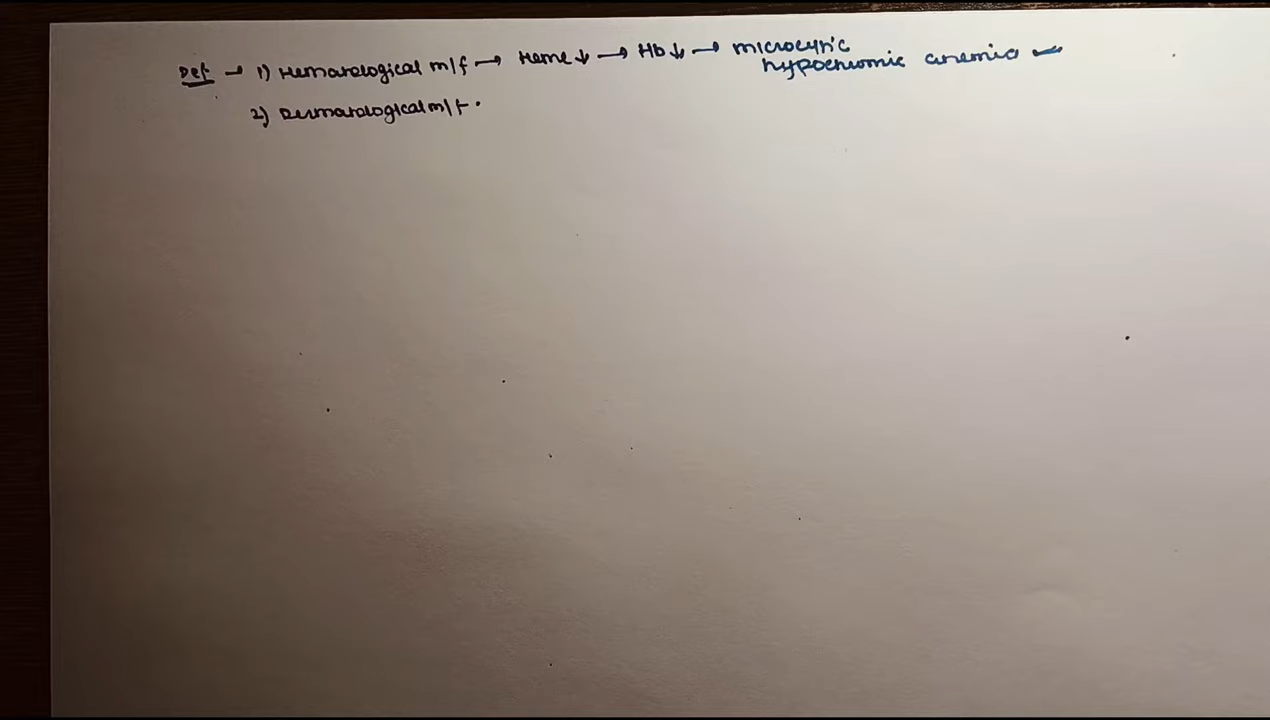 Def → 1) Hematological m/f → Heme↓ → Hb↓ → microcytic
hypochromic anemia
2) Dermatological m/f.